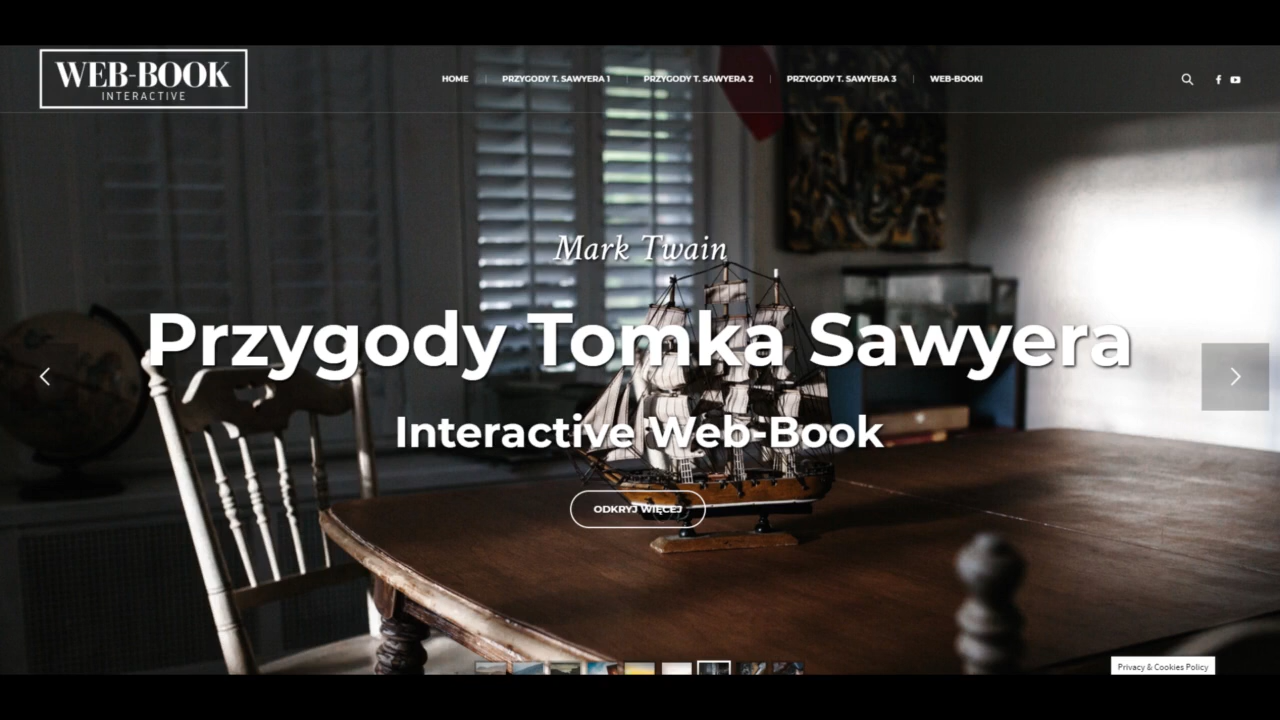 WEB-BOOK
INTERACTIVE
HOME
PRZYGODY T. SAWYERA 1
PRZYGODY T. SAWYERA 2
PRZYGODY T. SAWYERA 3
WEB-BOOKI
Mark Twain
Przygody Tomka Sawyera
Interactive Web-Book
ODKRYJ WIĘCEJ
Privacy & Cookies Policy